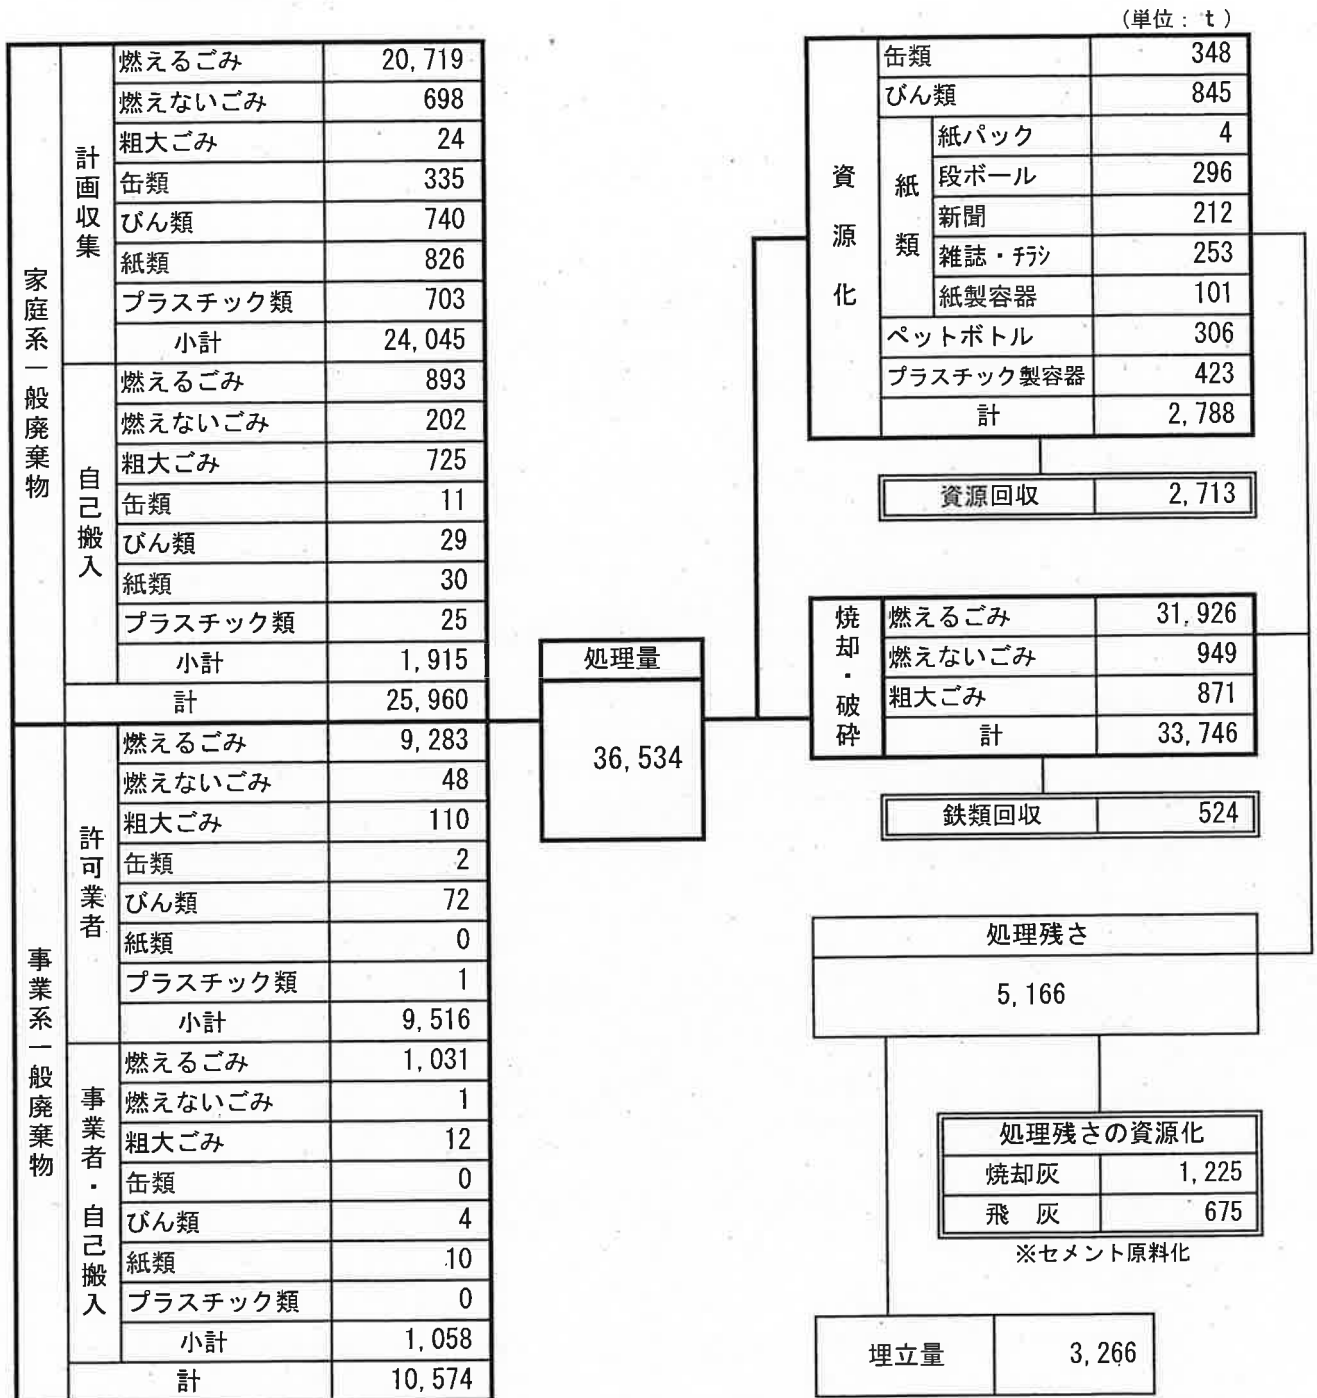 (単位：t)
家庭系一般廃棄物
計画収集
燃えるごみ 20,719
燃えないごみ 698
粗大ごみ 24
缶類 335
びん類 740
紙類 826
プラスチック類 703
小計 24,045
自己搬入
燃えるごみ 893
燃えないごみ 202
粗大ごみ 725
缶類 11
びん類 29
紙類 30
プラスチック類 25
小計 1,915
計 25,960
事業系一般廃棄物
許可業者
燃えるごみ 9,283
燃えないごみ 48
粗大ごみ 110
缶類 2
びん類 72
紙類 0
プラスチック類 1
小計 9,516
事業者・自己搬入
燃えるごみ 1,031
燃えないごみ 1
粗大ごみ 12
缶類 0
びん類 4
紙類 10
プラスチック類 0
小計 1,058
計 10,574
処理量
36,534
資源化
缶類 348
びん類 845
紙類
紙パック 4
段ボール 296
新聞 212
雑誌・チラシ 253
紙製容器 101
ペットボトル 306
プラスチック製容器 423
計 2,788
資源回収 2,713
焼却・破砕
燃えるごみ 31,926
燃えないごみ 949
粗大ごみ 871
計 33,746
鉄類回収 524
処理残さ
5,166
処理残さの資源化
焼却灰 1,225
飛 灰 675
※セメント原料化
埋立量 3,266